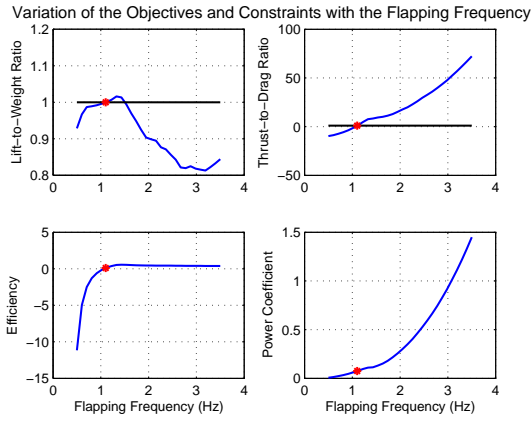 Variation of the Objectives and Constraints with the Flapping Frequency
Lift−to−Weight Ratio
1.2
1.1
1
0.9
0.8
0 1 2 3 4
Thrust−to−Drag Ratio
100
50
0
−50
0 1 2 3 4
Efficiency
5
0
−5
−10
−15
0 1 2 3 4
Flapping Frequency (Hz)
Power Coefficient
1.5
1
0.5
0
0 1 2 3 4
Flapping Frequency (Hz)